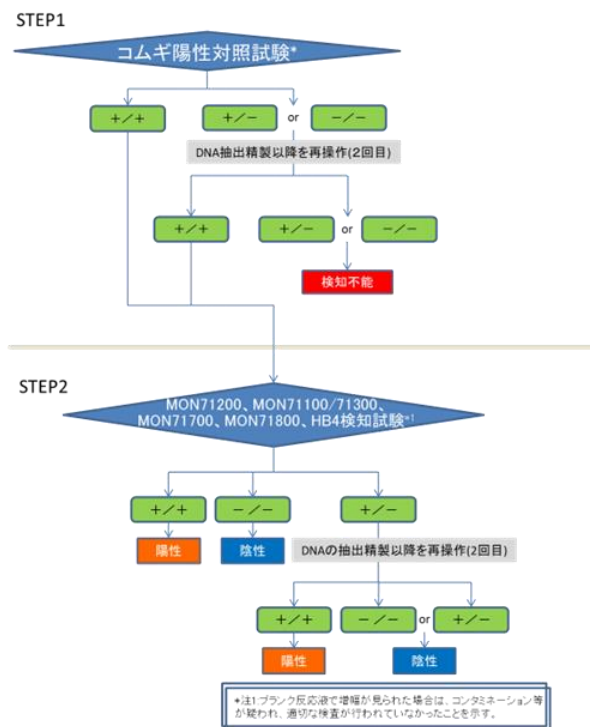 STEP1
コムギ陽性対照試験*
+/+ +/- or -/-
DNA抽出精製以降を再操作(2回目)
+/+ +/- or -/-
検知不能
STEP2
MON71200、MON71100/71300、
MON71700、MON71800、HB4検知試験*¹
+/+ -/- +/-
陽性 陰性 DNAの抽出精製以降を再操作(2回目)
+/+ -/- or +/-
陽性 陰性
*注1:ブランク反応液で増幅が見られた場合は、コンタミネーション等
が疑われ、適切な検査が行われていなかったことを示す。